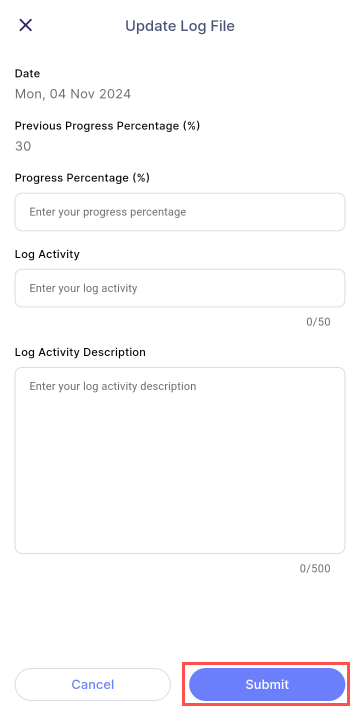 Update Log File
Date
Mon, 04 Nov 2024
Previous Progress Percentage (%)
30
Progress Percentage (%)
Enter your progress percentage
Log Activity
Enter your log activity
0/50
Log Activity Description
Enter your log activity description
0/500
Cancel Submit